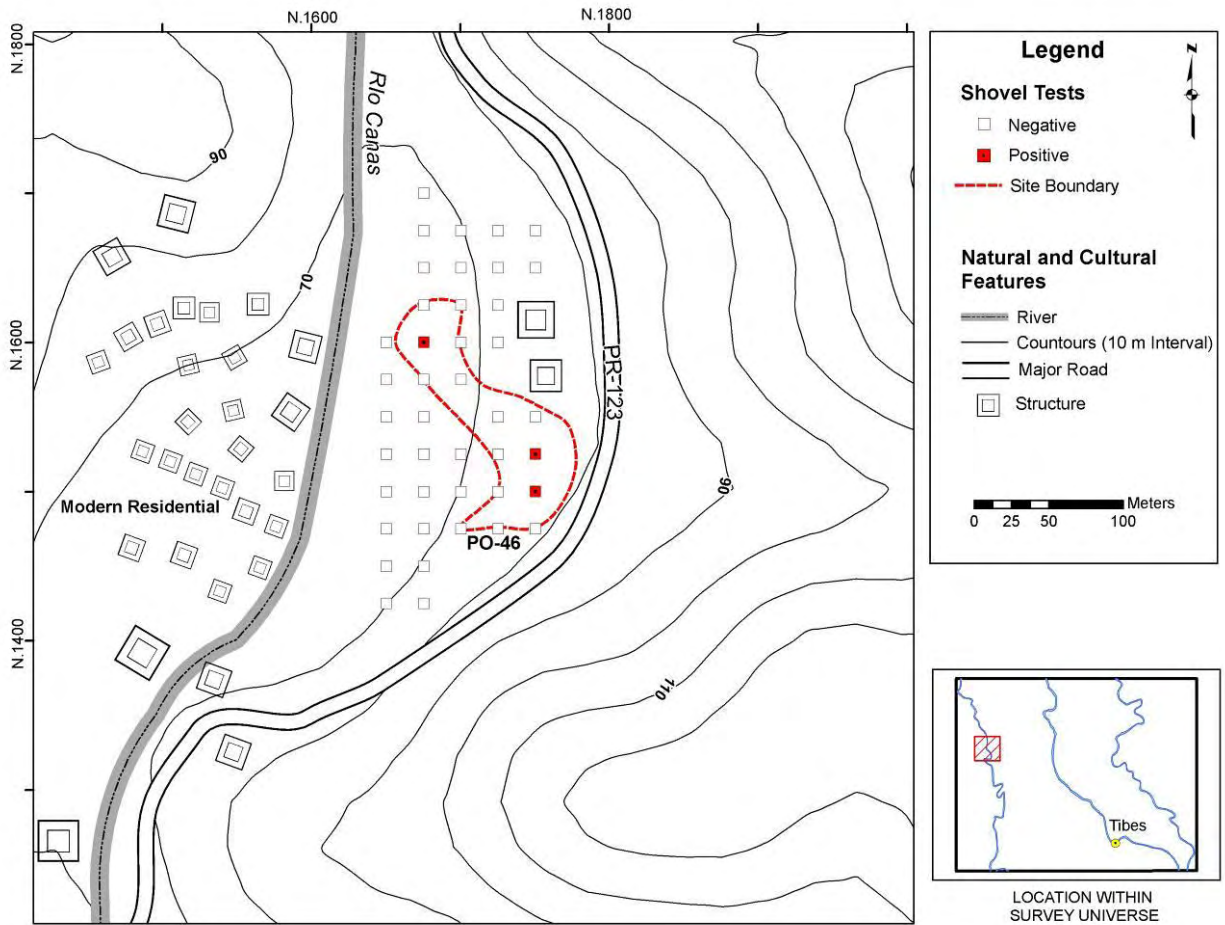 N.1600
N.1800
N.1800
N.1600
N.1400
90
70
Río Canas
PR-123
90
110
Modern Residential
PO-46
Legend
N
Shovel Tests
Negative
Positive
Site Boundary
Natural and Cultural
Features
River
Countours (10 m Interval)
Major Road
Structure
Meters
0 25 50 100
Tibes
LOCATION WITHIN
SURVEY UNIVERSE